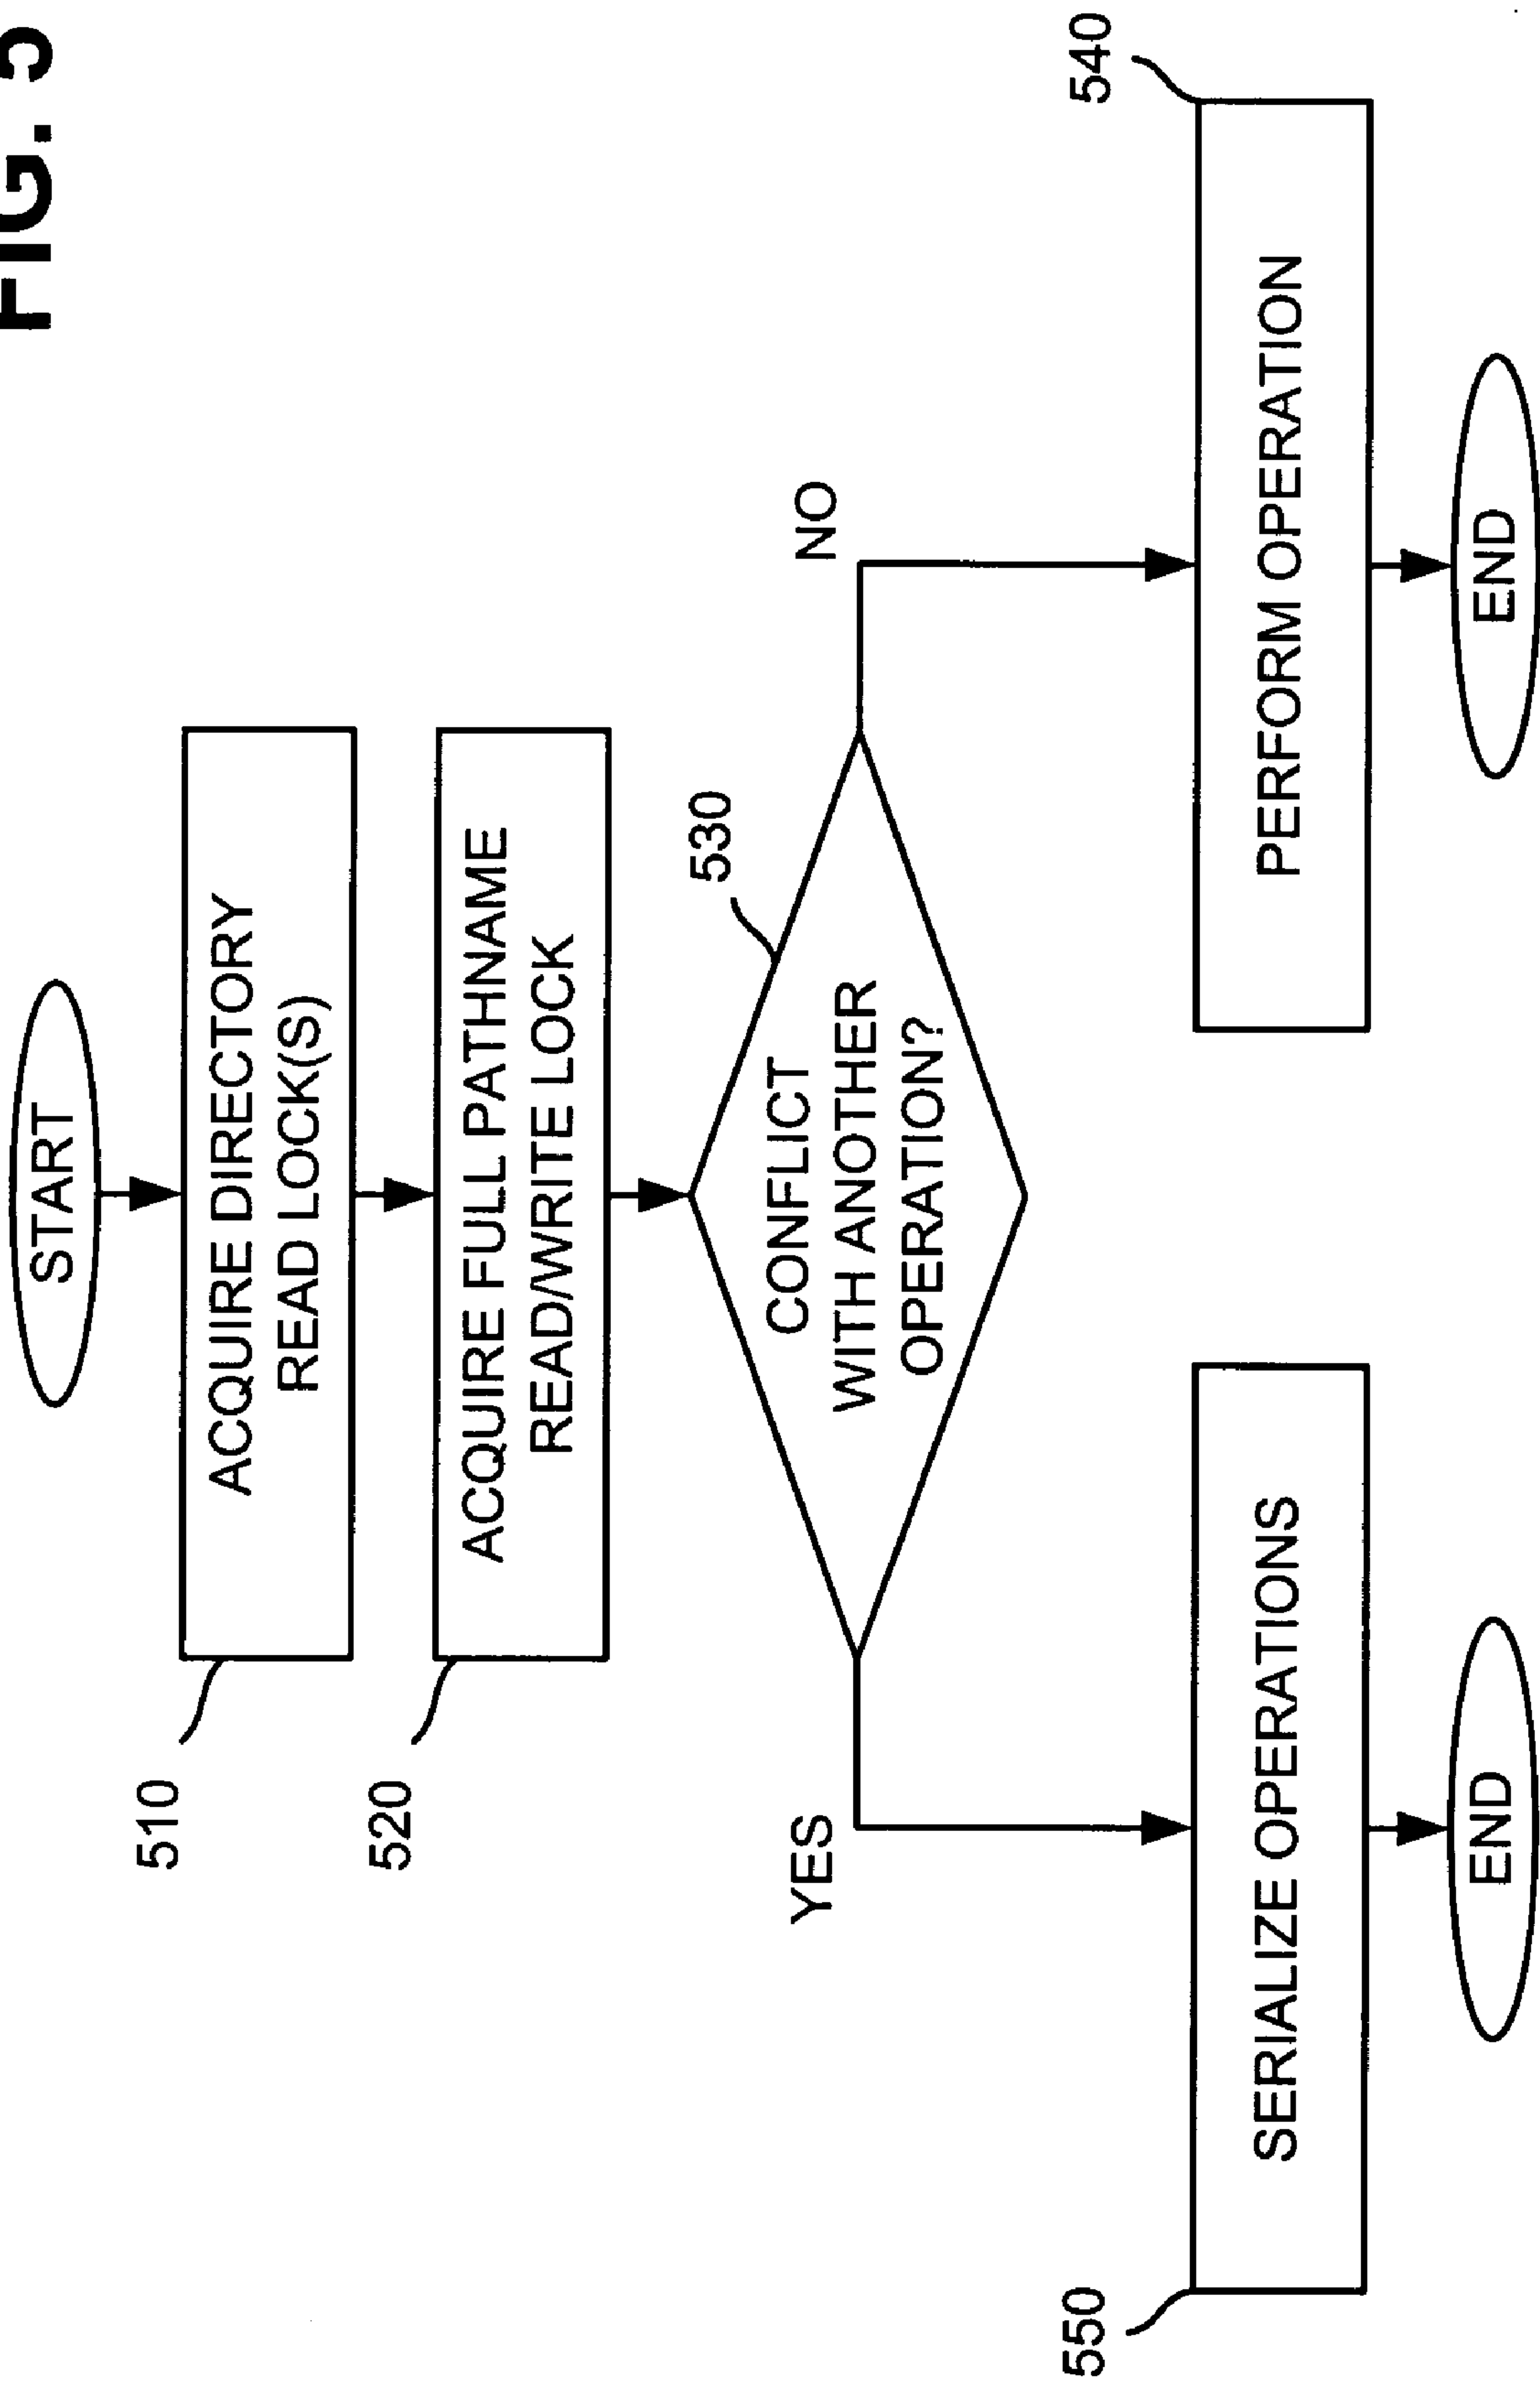 FIG. 5
START
510
ACQUIRE DIRECTORY
READ LOCK(S)
520
ACQUIRE FULL PATHNAME
READ/WRITE LOCK
530
CONFLICT
WITH ANOTHER
OPERATION?
YES
NO
550
SERIALIZE OPERATIONS
540
PERFORM OPERATION
END
END